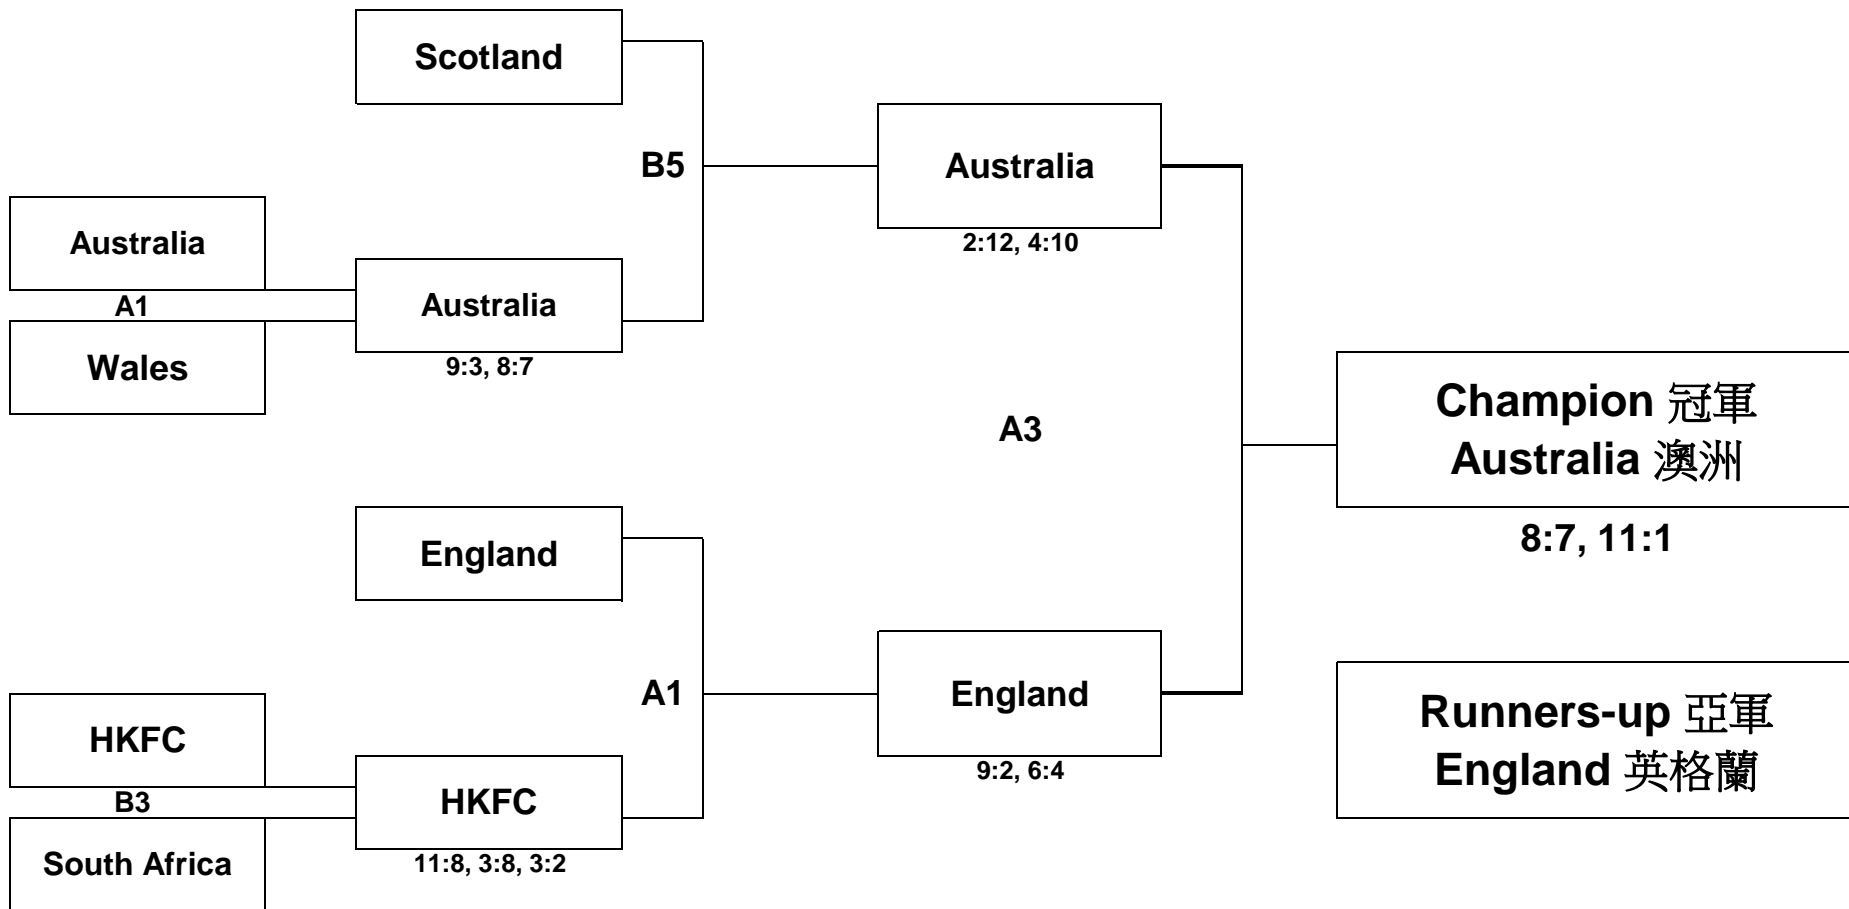 Scotland
B5
Australia
2:12, 4:10
Australia
A1
Wales
Australia
9:3, 8:7
A3
Champion 冠軍
Australia 澳洲
8:7, 11:1
England
A1
England
9:2, 6:4
HKFC
B3
South Africa
HKFC
11:8, 3:8, 3:2
Runners-up 亞軍
England 英格蘭